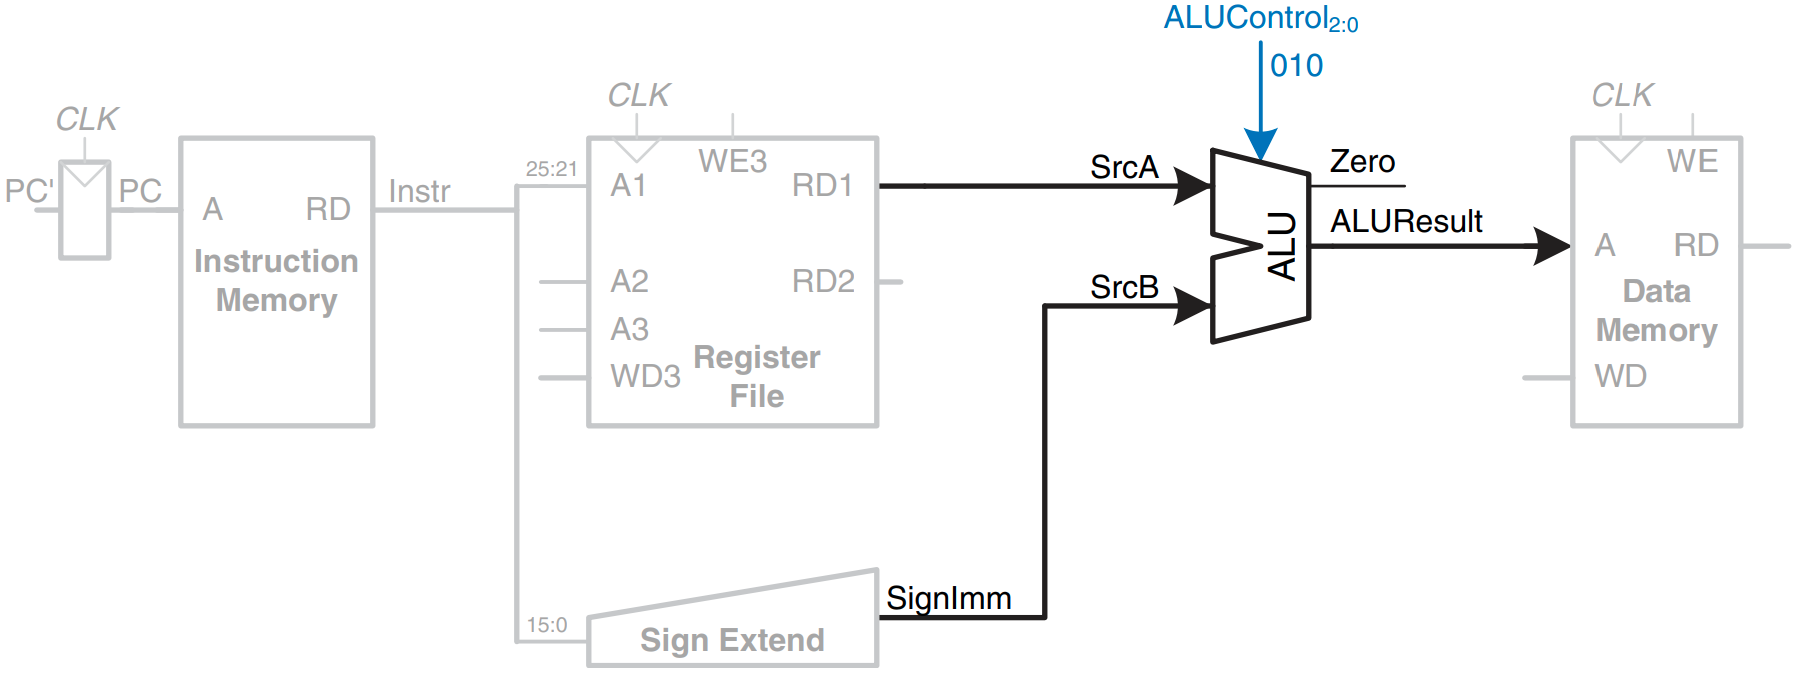 ALUControl2:0
010
CLK
CLK
CLK
PC'
PC
A
RD
Instruction
Memory
Instr
25:21
A1
WE3
RD1
A2
RD2
A3
WD3
Register
File
SrcA
SrcB
ALU
Zero
ALUResult
WE
A
RD
Data
Memory
WD
15:0
Sign Extend
SignImm